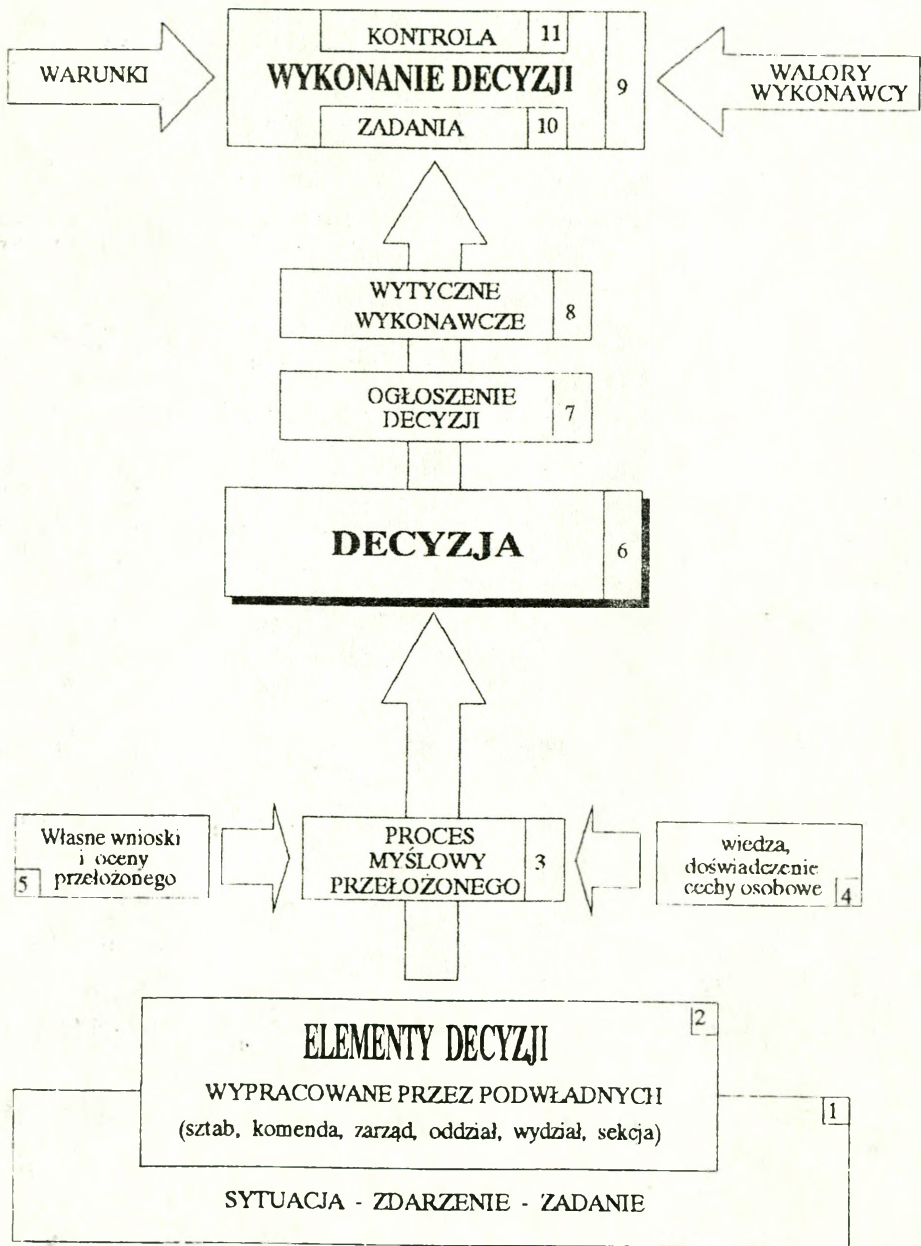 KONTROLA 11
WARUNKI
WYKONANIE DECYZJI 9
WALORY
WYKONAWCY
ZADANIA 10
WYTYCZNE
WYKONAWCZE 8
OGŁOSZENIE
DECYZJI 7
DECYZJA 6
Własne wnioski
i oceny
przełożonego 5
PROCES
MYŚLOWY
PRZEŁOŻONEGO 3
wiedza,
doświadczenie
cechy osobowe 4
ELEMENTY DECYZJI 2
WYPRACOWANE PRZEZ PODWŁADNYCH
(sztab, komenda, zarząd, oddział, wydział, sekcja)
1
SYTUACJA - ZDARZENIE - ZADANIE